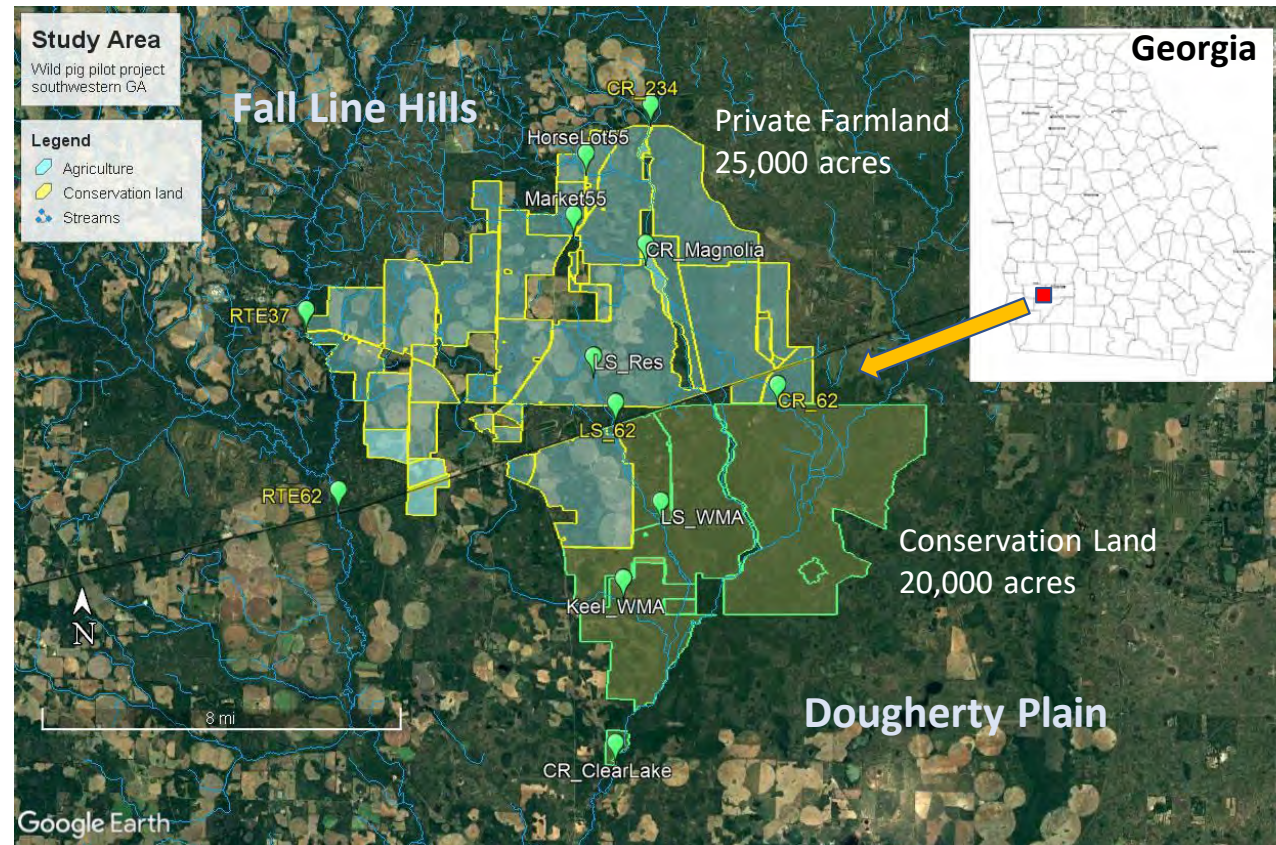 Study Area
Wild pig pilot project
southwestern GA
Legend
Agriculture
Conservation land
Streams
Fall Line Hills
CR_234
Private Farmland
25,000 acres
Georgia
HorseLot55
Market55
CR_Magnolia
RTE37
LS_Res
CR_62
LS_62
RTE62
LS_WMA
Conservation Land
20,000 acres
Keel_WMA
N
8 mi
Dougherty Plain
CR_ClearLake
Google Earth